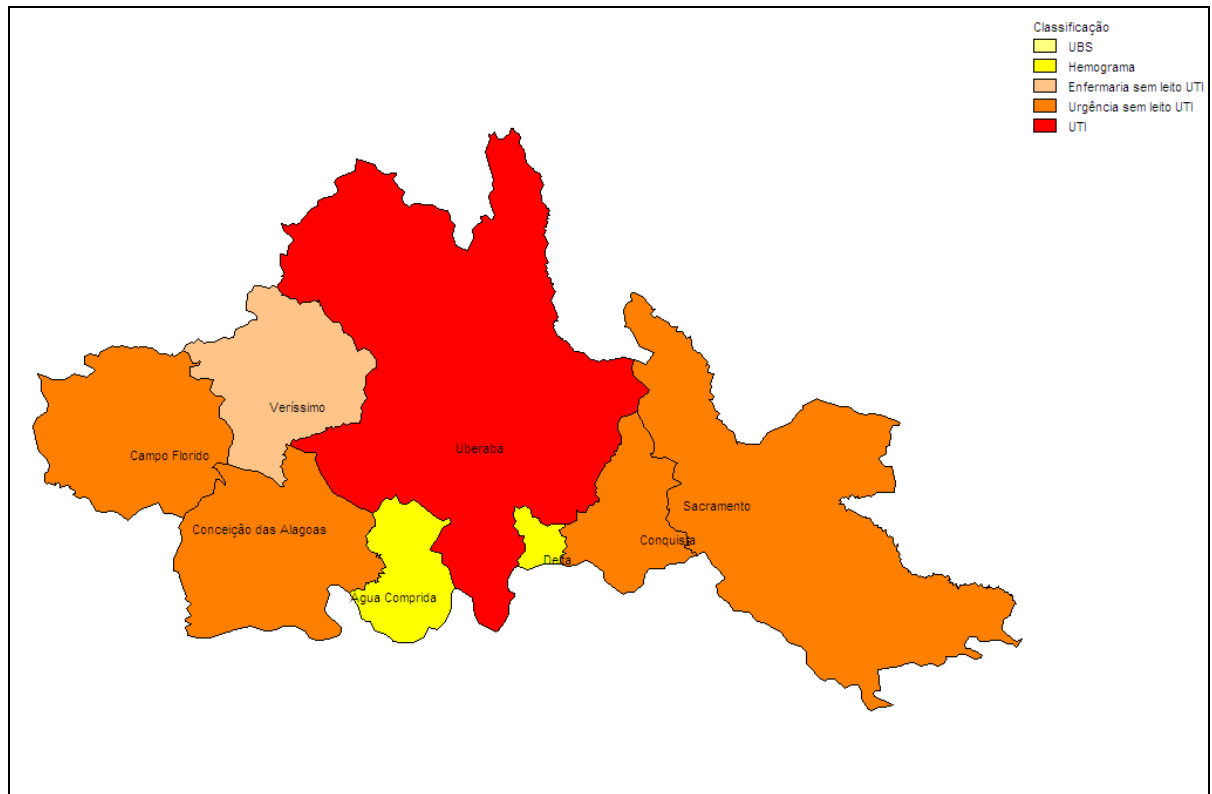 Classificação
UBS
Hemograma
Enfermaria sem leito UTI
Urgência sem leito UTI
UTI
Veríssimo
Uberaba
Campo Florido
Sacramento
Conceição das Alagoas
Conquista
Delta
Água Comprida